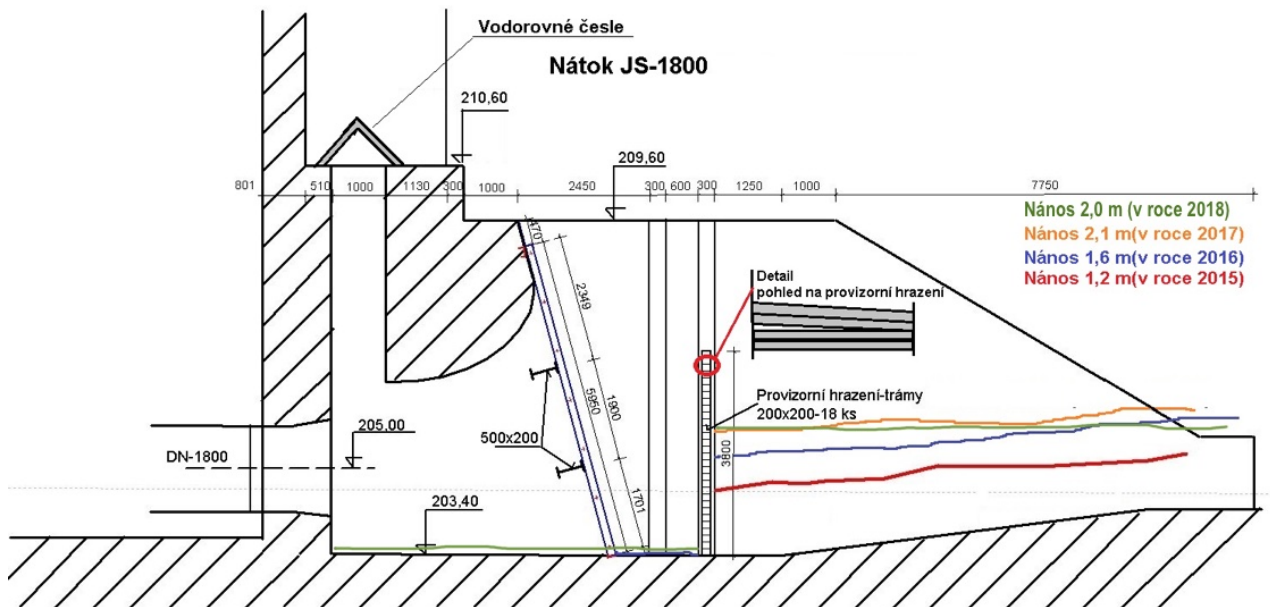 Vodorovné česle
Nátok JS-1800
210,60
209,60
801
510
1000
1130
300
1000
2450
300
600
300
1250
1000
7750
Nános 2,0 m (v roce 2018)
Nános 2,1 m(v roce 2017)
Nános 1,6 m(v roce 2016)
Nános 1,2 m(v roce 2015)
470
2349
Detail
pohled na provizorní hrazení
5950
1900
Provizorní hrazení-trámy
200x200-18 ks
500x200
205,00
DN-1800
3800
1701
203,40